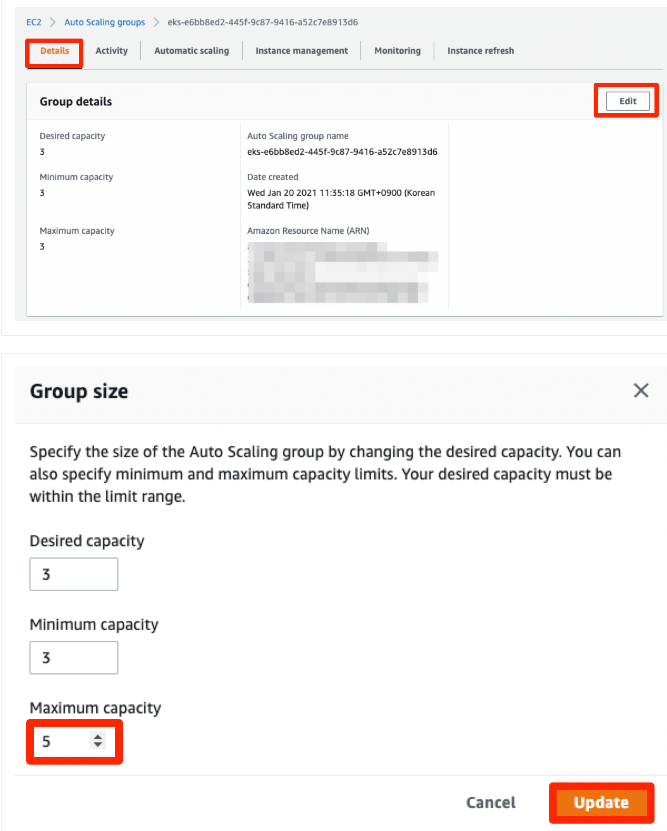 EC2 > Auto Scaling groups > eks-e6bb8ed2-445f-9c87-9416-a52c7e8913d6
Details Activity Automatic scaling Instance management Monitoring Instance refresh
Group details Edit
Desired capacity
3
Minimum capacity
3
Maximum capacity
3
Auto Scaling group name
eks-e6bb8ed2-445f-9c87-9416-a52c7e8913d6
Date created
Wed Jan 20 2021 11:35:18 GMT+0900 (Korean
Standard Time)
Amazon Resource Name (ARN)
Group size
Specify the size of the Auto Scaling group by changing the desired capacity. You can
also specify minimum and maximum capacity limits. Your desired capacity must be
within the limit range.
Desired capacity
3
Minimum capacity
3
Maximum capacity
5
Cancel Update